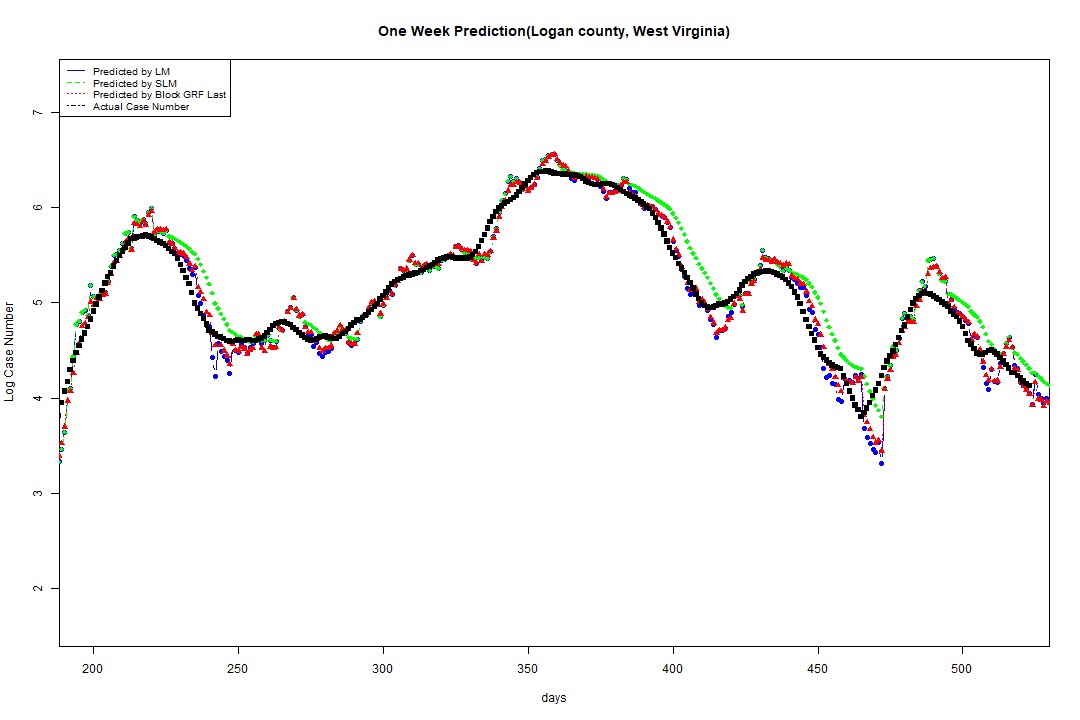 One Week Prediction(Logan county, West Virginia)
Predicted by LM
Predicted by SLM
Predicted by Block GRF Last
Actual Case Number
Log Case Number
7
6
5
4
3
2
200 250 300 350 400 450 500
days